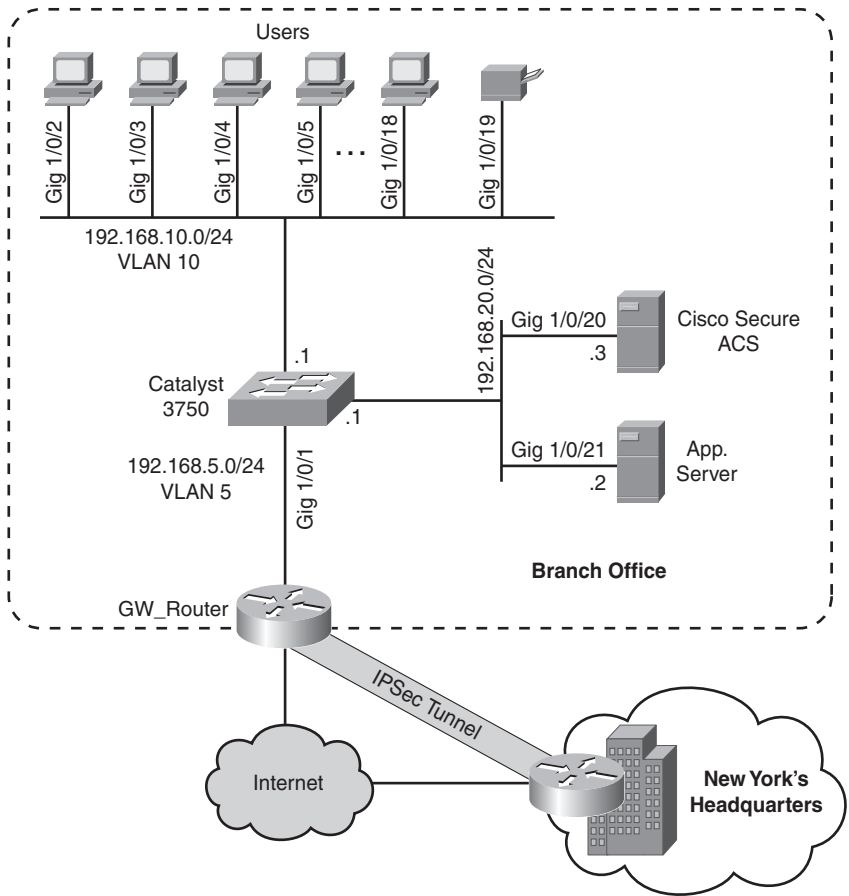 Users
Gig 1/0/2
Gig 1/0/3
Gig 1/0/4
Gig 1/0/5
...
Gig 1/0/18
Gig 1/0/19
192.168.10.0/24
VLAN 10
192.168.20.0/24
Gig 1/0/20
.3
Cisco Secure
ACS
.1
Catalyst
3750
.1
Gig 1/0/21
.2
App.
Server
192.168.5.0/24
VLAN 5
Gig 1/0/1
Branch Office
GW_Router
IPSec Tunnel
Internet
New York's
Headquarters